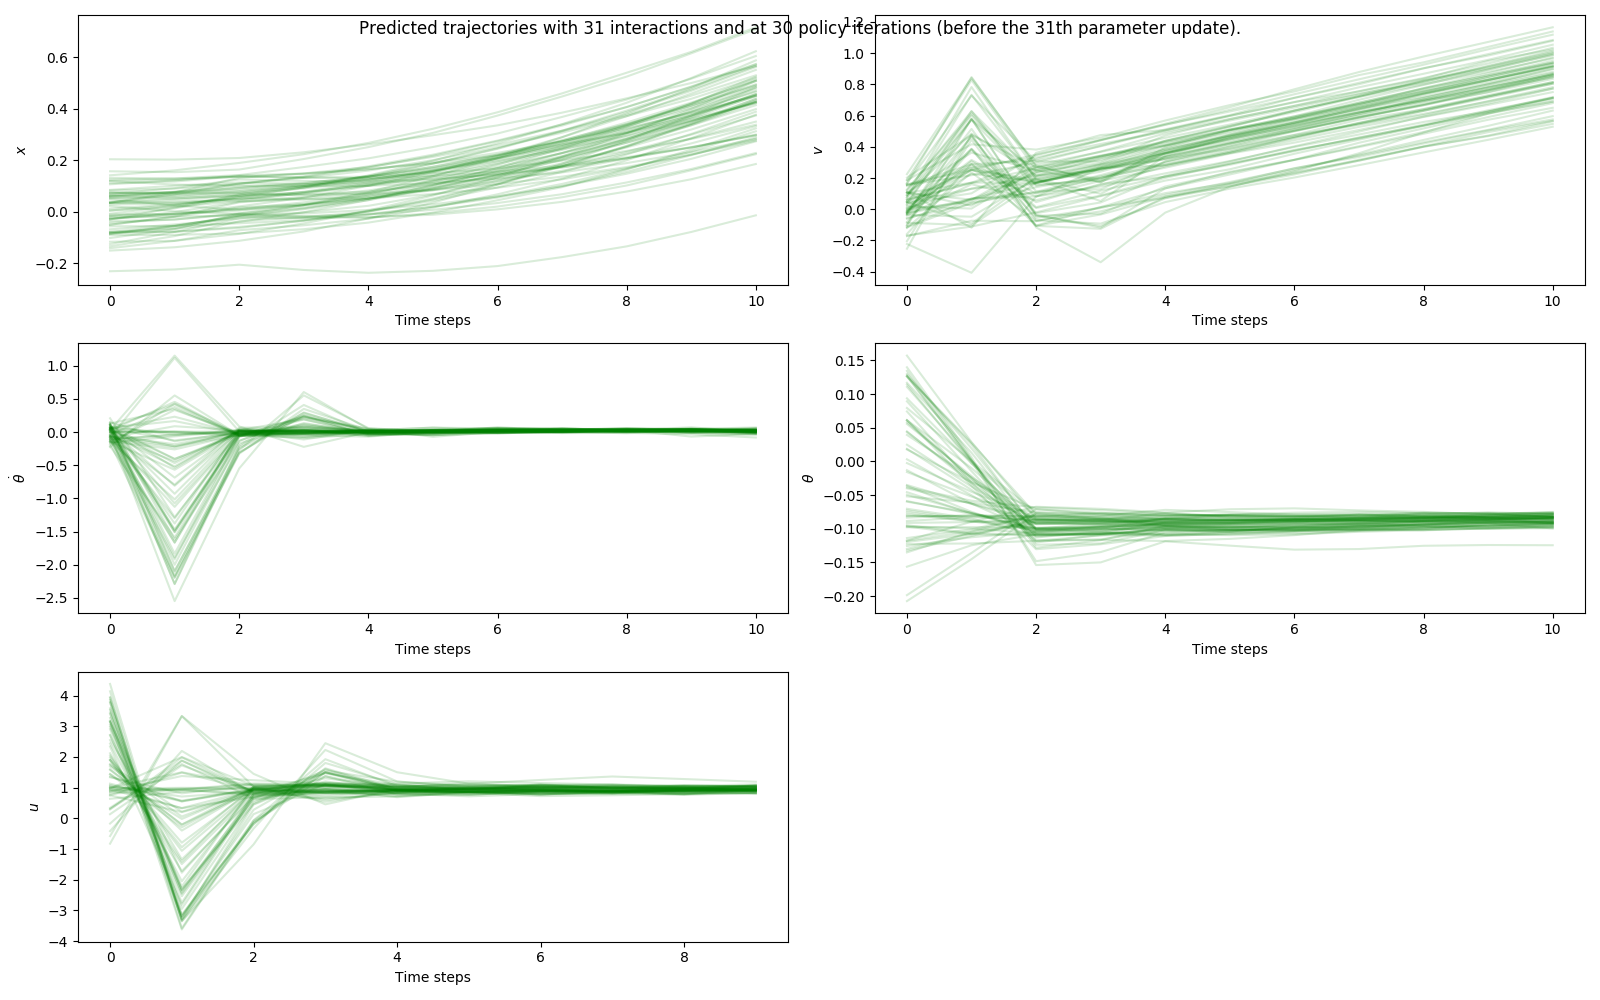 Predicted trajectories with 31 interactions and at 30 policy iterations (before the 31th parameter update).
x
0.6
0.4
0.2
0.0
−0.2
0 2 4 6 8 10
Time steps
v
1.2
1.0
0.8
0.6
0.4
0.2
0.0
−0.2
−0.4
0 2 4 6 8 10
Time steps
θ̇
1.0
0.5
0.0
−0.5
−1.0
−1.5
−2.0
−2.5
0 2 4 6 8 10
Time steps
θ
0.15
0.10
0.05
0.00
−0.05
−0.10
−0.15
−0.20
0 2 4 6 8 10
Time steps
u
4
3
2
1
0
−1
−2
−3
−4
0 2 4 6 8
Time steps